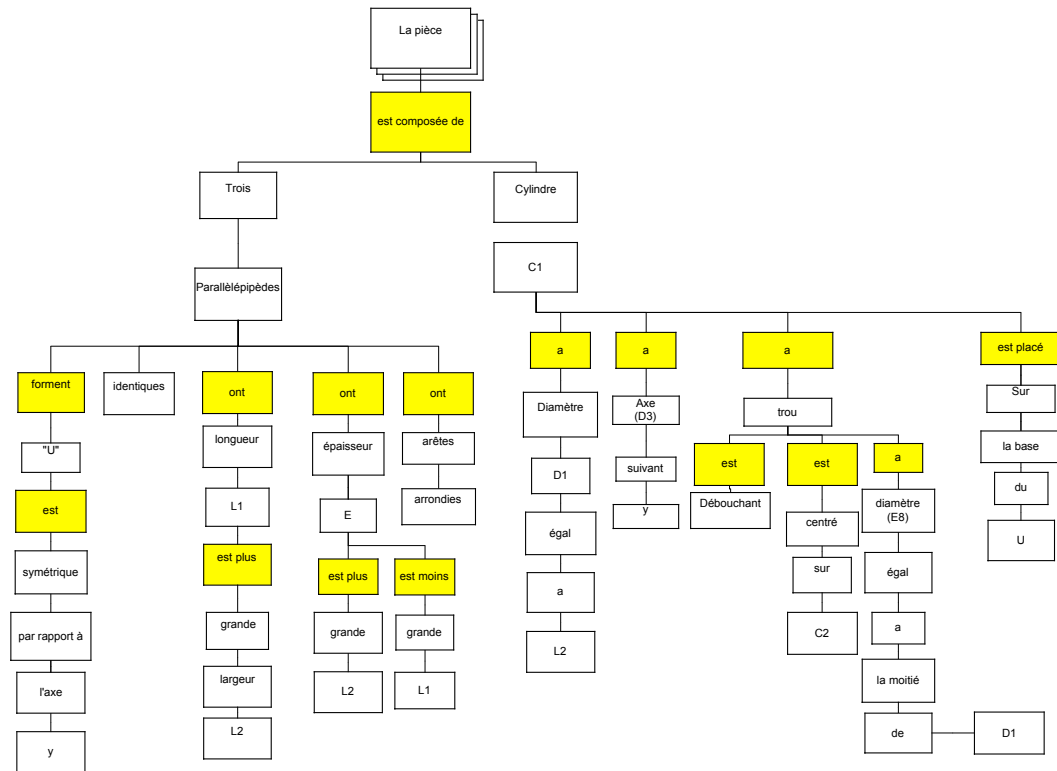 La pièce
est composée de
Trois
Cylindre
Parallèlépipèdes
C1
forment
identiques
ont
ont
ont
a
a
a
est placé
"U"
longueur
épaisseur
arêtes
Diamètre
Axe
(D3)
trou
Sur
est
L1
E
arrondies
D1
suivant
est
est
a
la base
symétrique
est plus
est plus
est moins
égal
y
Débouchant
centré
diamètre
(E8)
du
par rapport à
grande
grande
grande
a
sur
égal
U
l'axe
largeur
L2
L1
L2
C2
a
y
L2
la moitié
de
D1